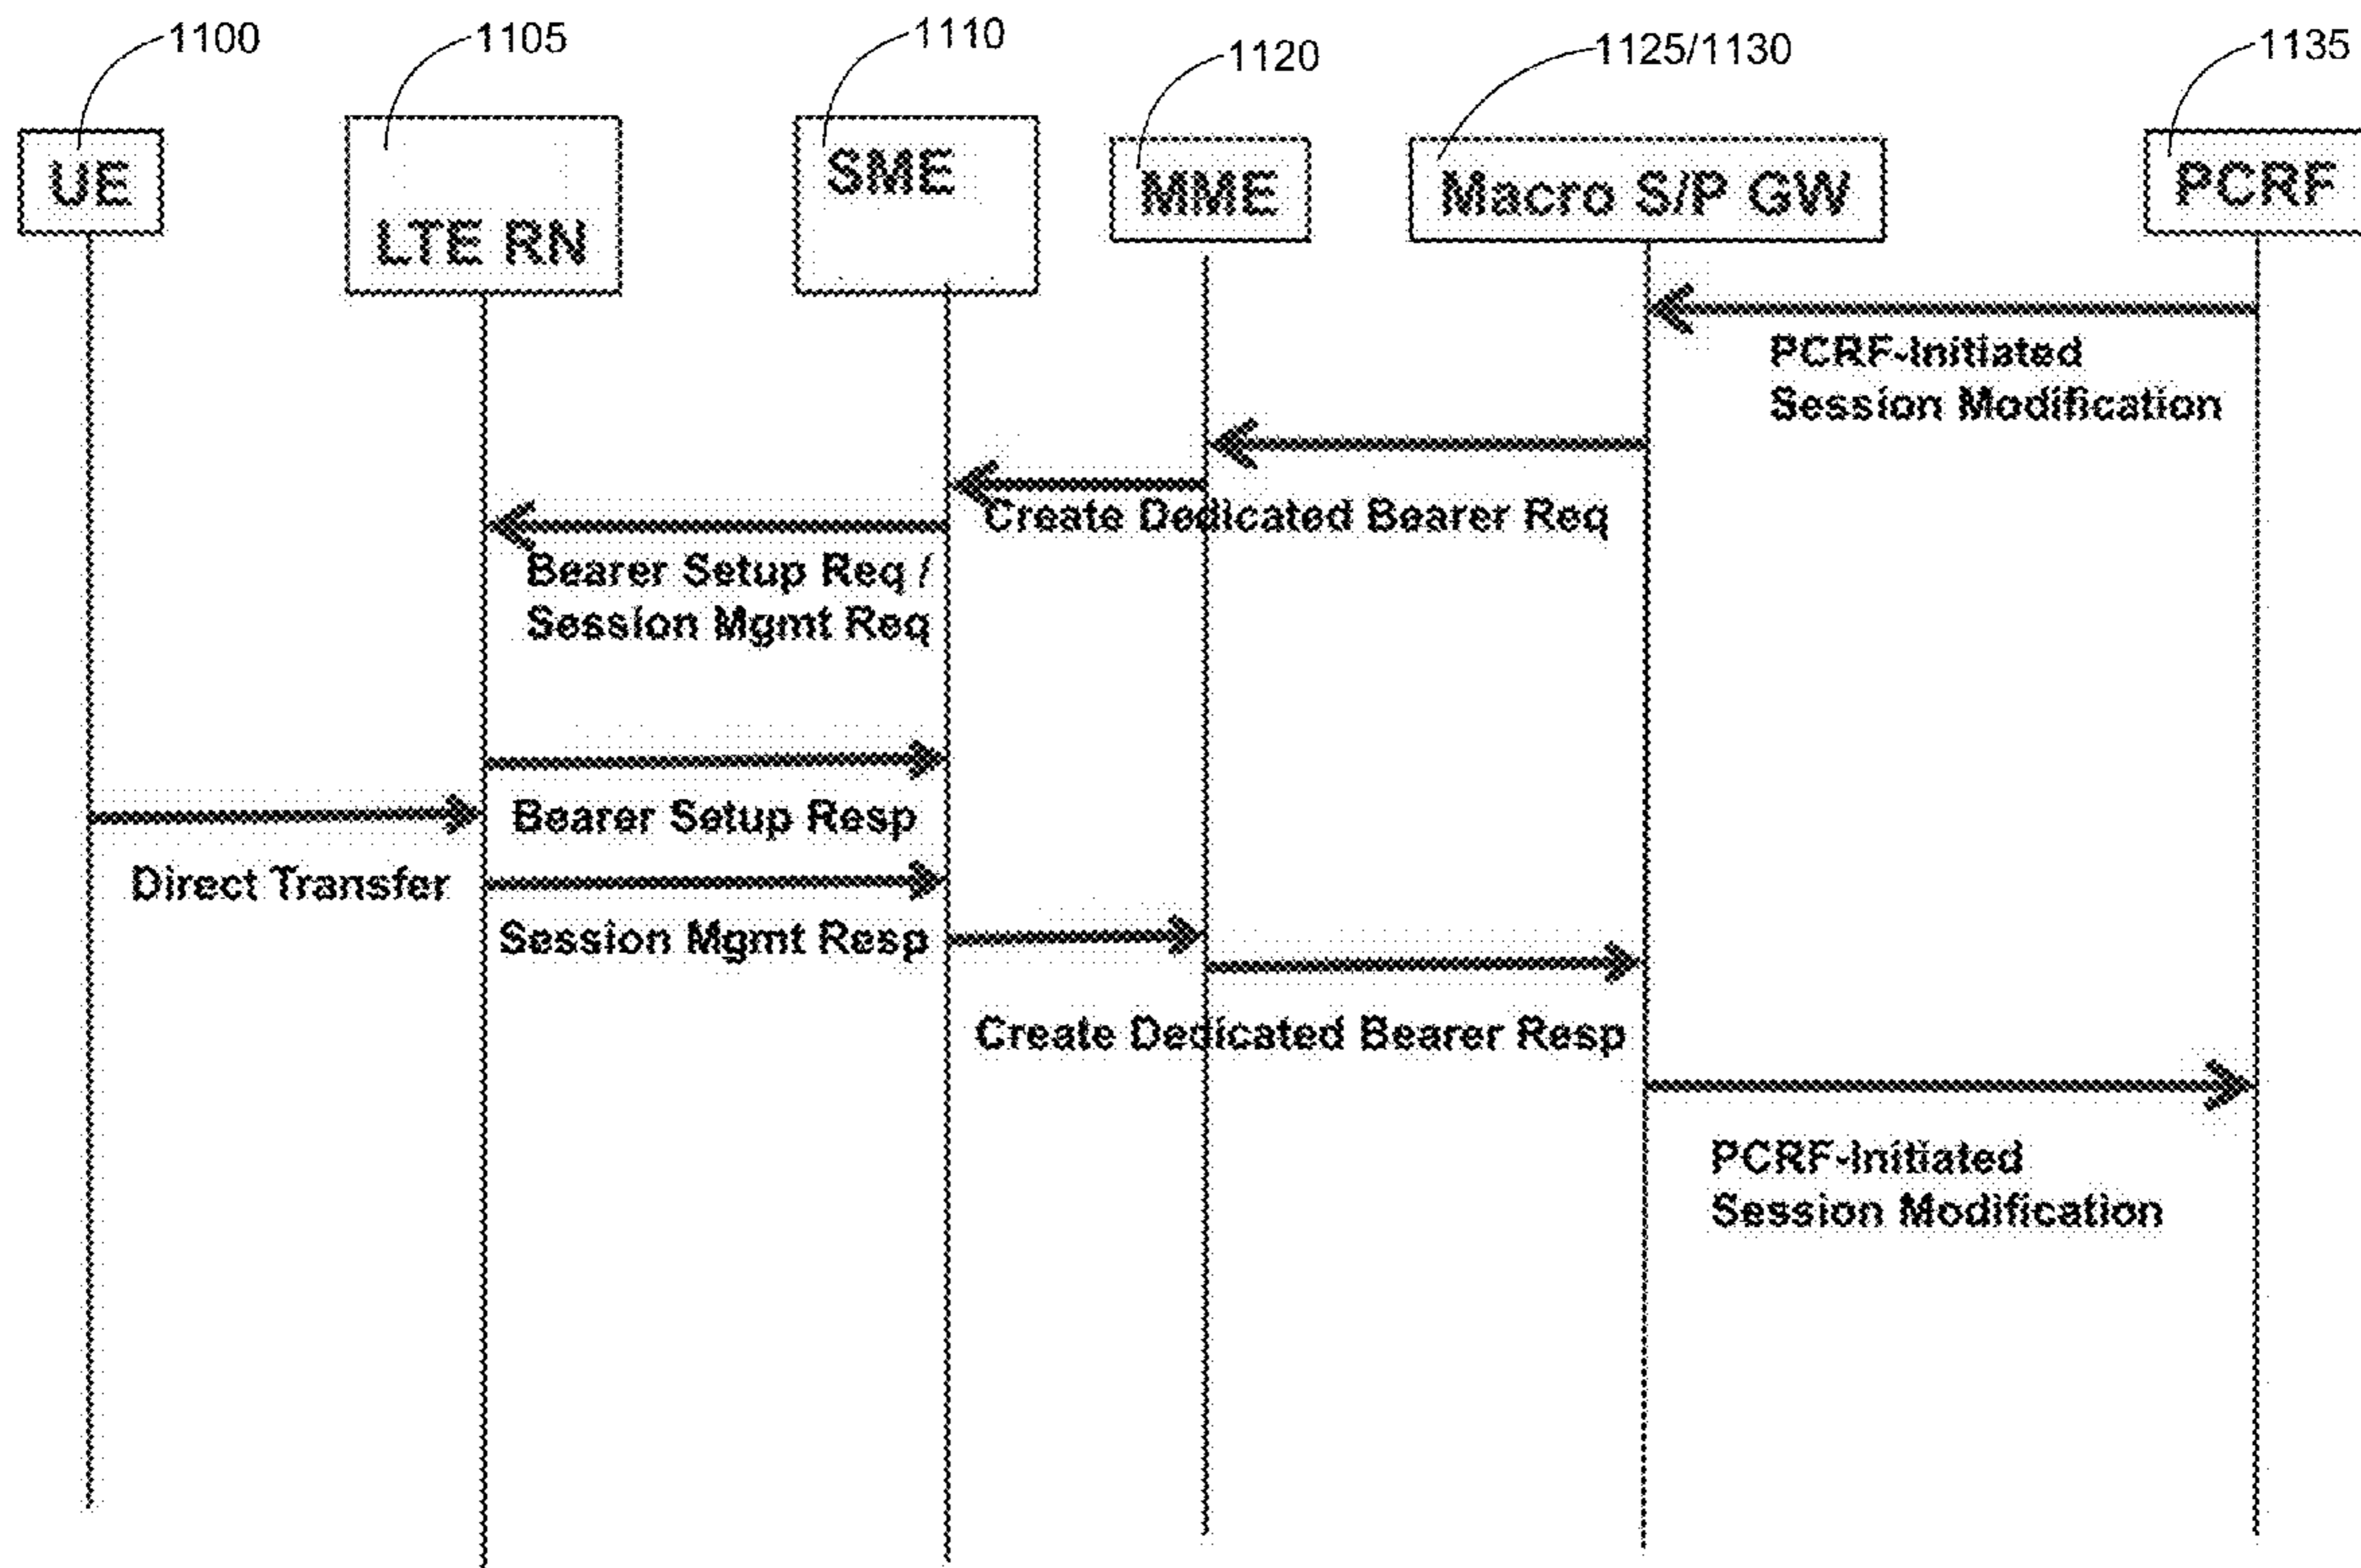 1100
1105
1110
1120
1125/1130
1135
UE
LTE RN
SME
MME
Macro S/P GW
PCRF
PCRF-Initiated
Session Modification
Create Dedicated Bearer Req
Bearer Setup Req /
Session Mgmt Req
Bearer Setup Resp
Direct Transfer
Session Mgmt Resp
Create Dedicated Bearer Resp
PCRF-Initiated
Session Modification